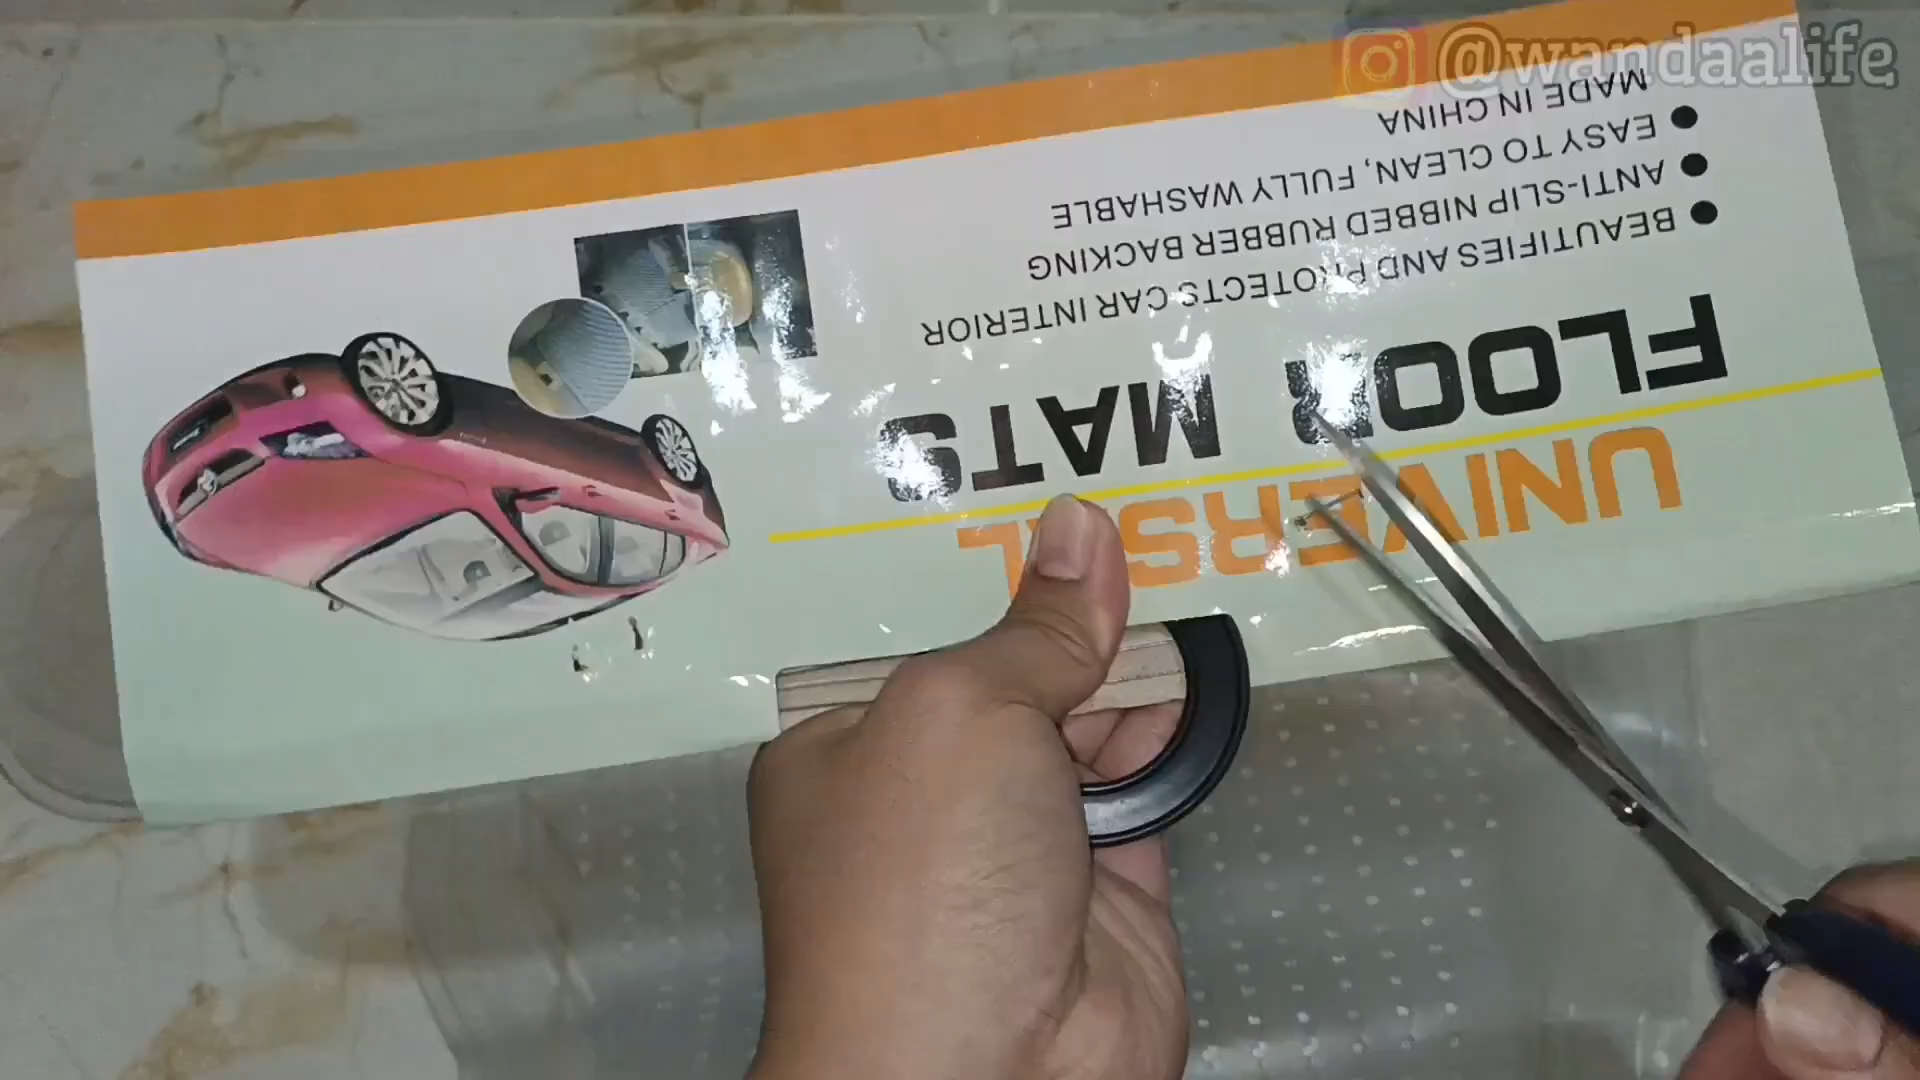 @wandaalife
UNIVERSAL
FLOOR MATS
● BEAUTIFIES AND PROTECTS CAR INTERIOR
● ANTI-SLIP NIBBED RUBBER BACKING
● EASY TO CLEAN, FULLY WASHABLE
MADE IN CHINA